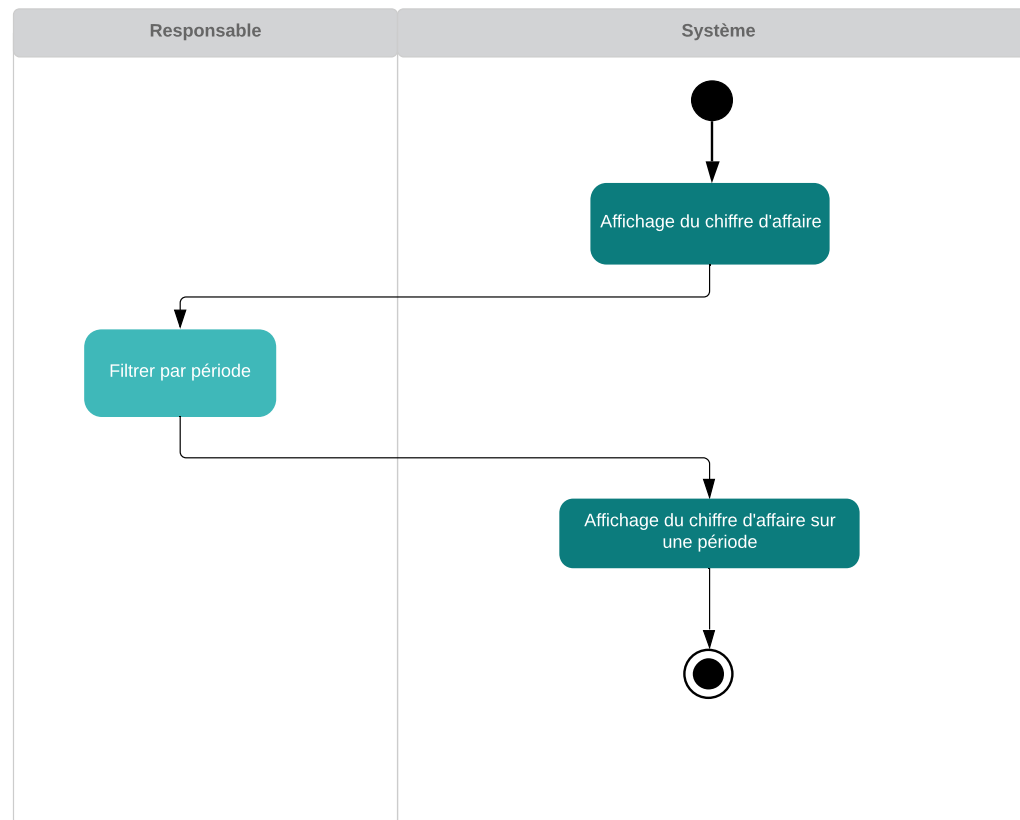 Responsable
Système
Affichage du chiffre d'affaire
Filtrer par période
Affichage du chiffre d'affaire sur
une période